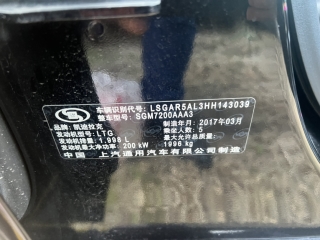 车辆识别代号: LSGAR5AL3HH143039
整车型号: SGM7200AAA3
品牌: 凯迪拉克 制造年月: 2017年03月
发动机型号: LTG 乘坐人数: 5
发动机排量: 1.998 L 最大允许总质量:
发动机最大净功率: 200 kW 1996 kg
中国 上汽通用汽车有限公司制造